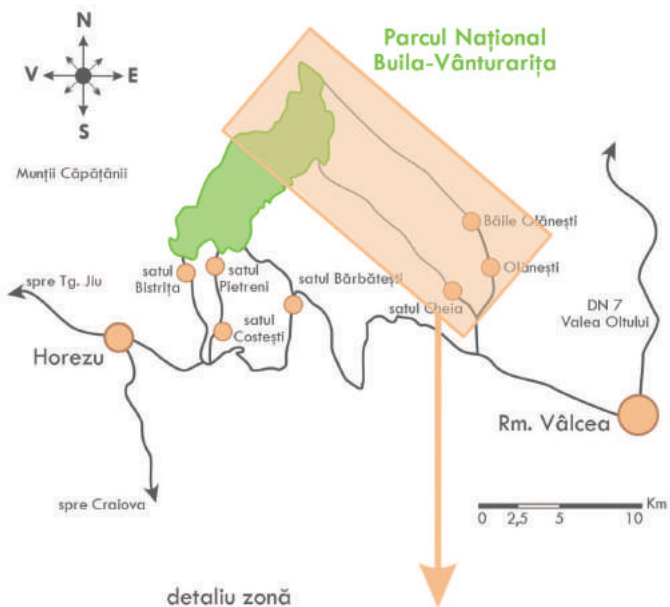 N
V
E
S
Parcul Național
Buila-Vânturarița
Munții Căpățânii
Băile Olănești
Olănești
satul
Bistrița
satul
Pietreni
satul Bărbătești
satul Cheia
satul
Costești
spre Tg. Jiu
Horezu
DN 7
Valea Oltului
Rm. Vâlcea
spre Craiova
Km
0 2,5 5 10
detaliu zonă